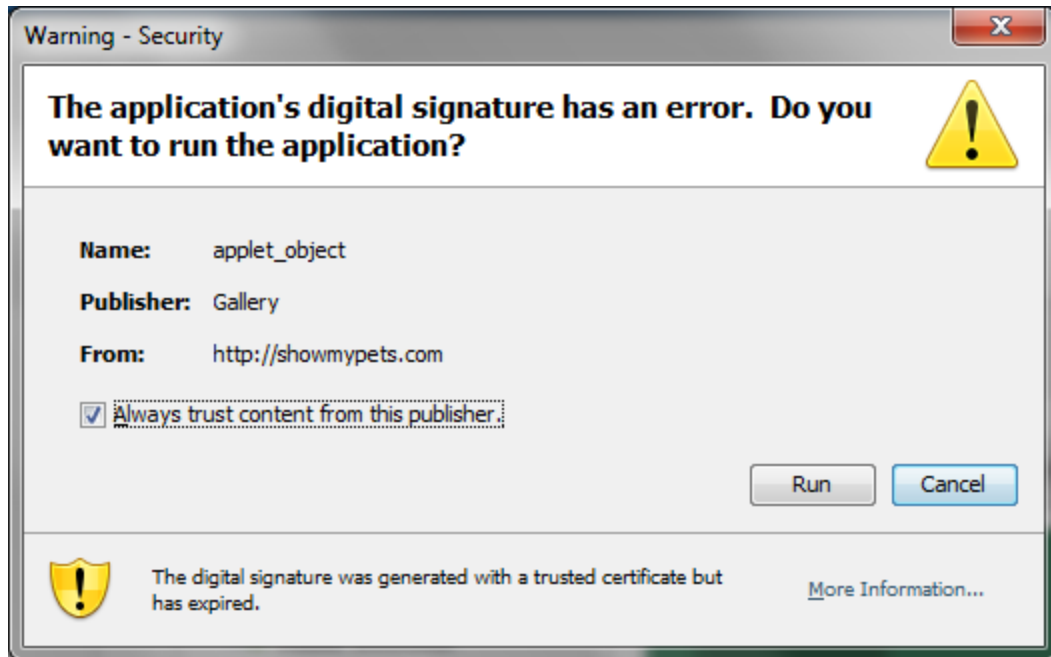 Warning - Security
The application's digital signature has an error.  Do you
want to run the application?
Name: applet_object
Publisher: Gallery
From: http://showmypets.com
Always trust content from this publisher.
Run Cancel
The digital signature was generated with a trusted certificate but
has expired.
More Information...